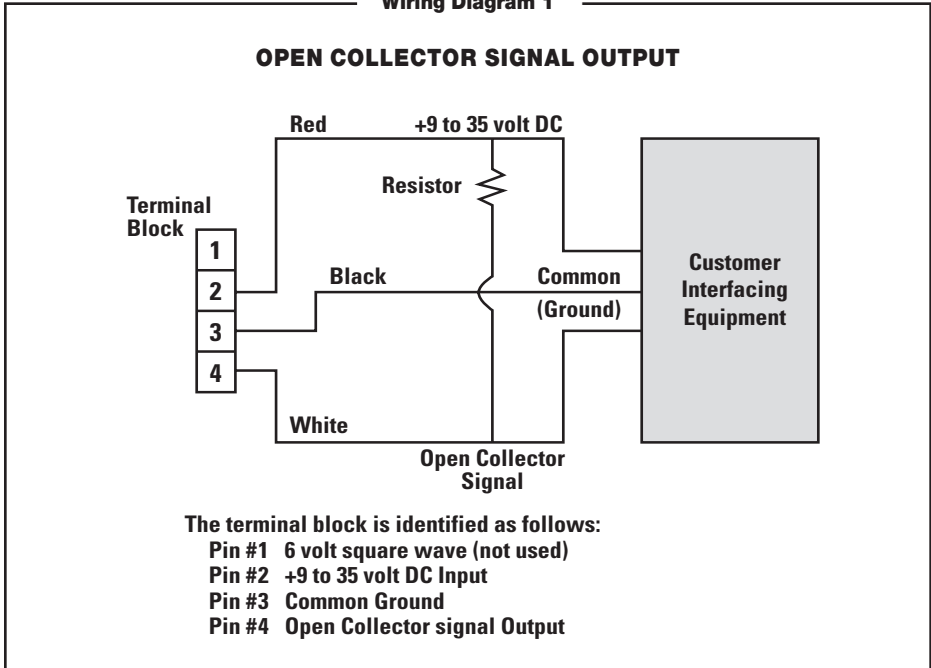 Wiring Diagram 1
OPEN COLLECTOR SIGNAL OUTPUT
Red
+9 to 35 volt DC
Resistor
Terminal
Block
1
2
3
4
Black
Common
(Ground)
Customer
Interfacing
Equipment
White
Open Collector
Signal
The terminal block is identified as follows:
Pin #1 6 volt square wave (not used)
Pin #2 +9 to 35 volt DC Input
Pin #3 Common Ground
Pin #4 Open Collector signal Output